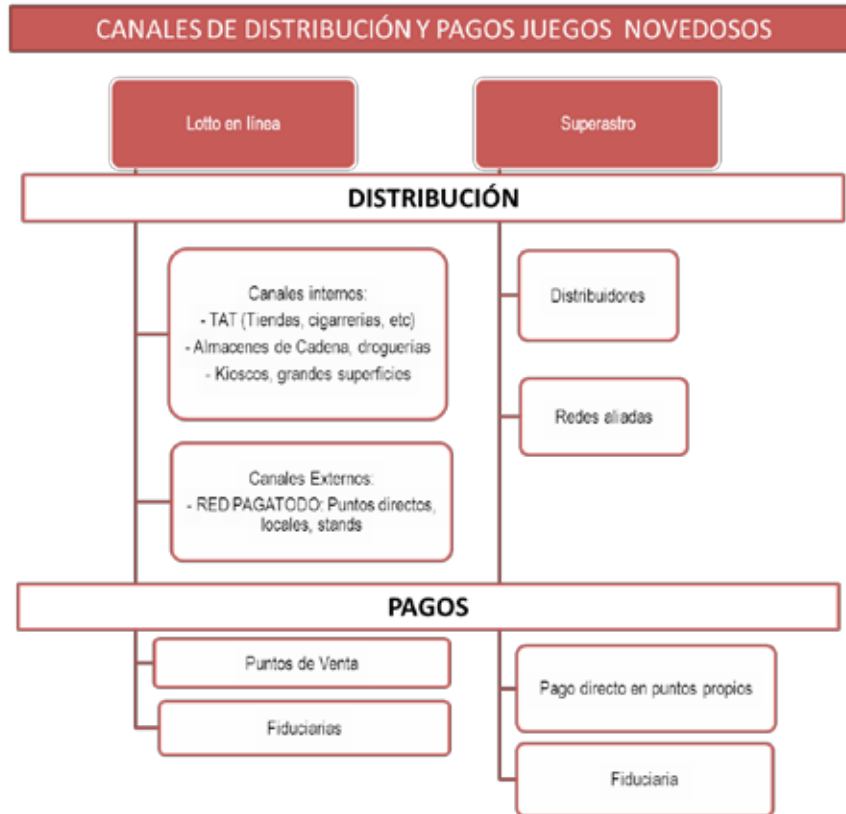 CANALES DE DISTRIBUCIÓN Y PAGOS JUEGOS NOVEDOSOS
Lotto en línea
Superastro
DISTRIBUCIÓN
Canales internos:
- TAT (Tiendas, cigarrerias, etc)
- Almacenes de Cadena, droguerias
- Kioscos, grandes superficies
Canales Externos:
- RED PAGATODO: Puntos directos,
locales, stands
Distribuidores
Redes aliadas
PAGOS
Puntos de Venta
Fiduciarias
Pago directo en puntos propios
Fiduciaria